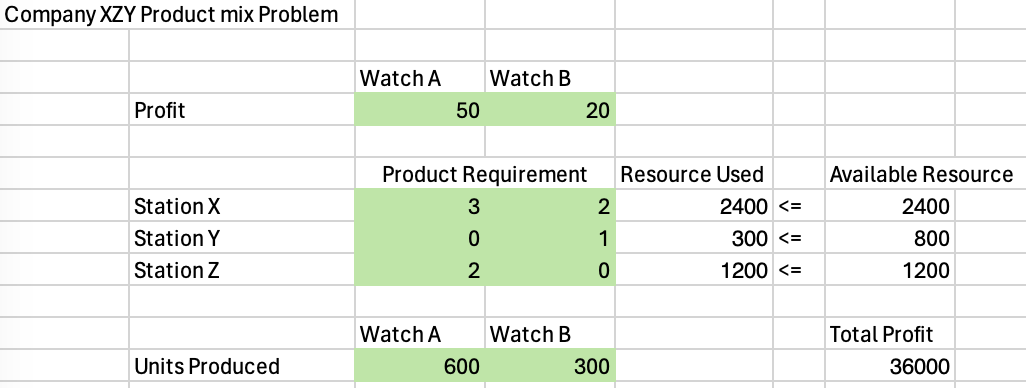 Company XZY Product mix Problem
Watch A Watch B
Profit 50 20
Product Requirement Resource Used Available Resource
Station X 3 2 2400 <= 2400
Station Y 0 1 300 <= 800
Station Z 2 0 1200 <= 1200
Watch A Watch B Total Profit
Units Produced 600 300 36000